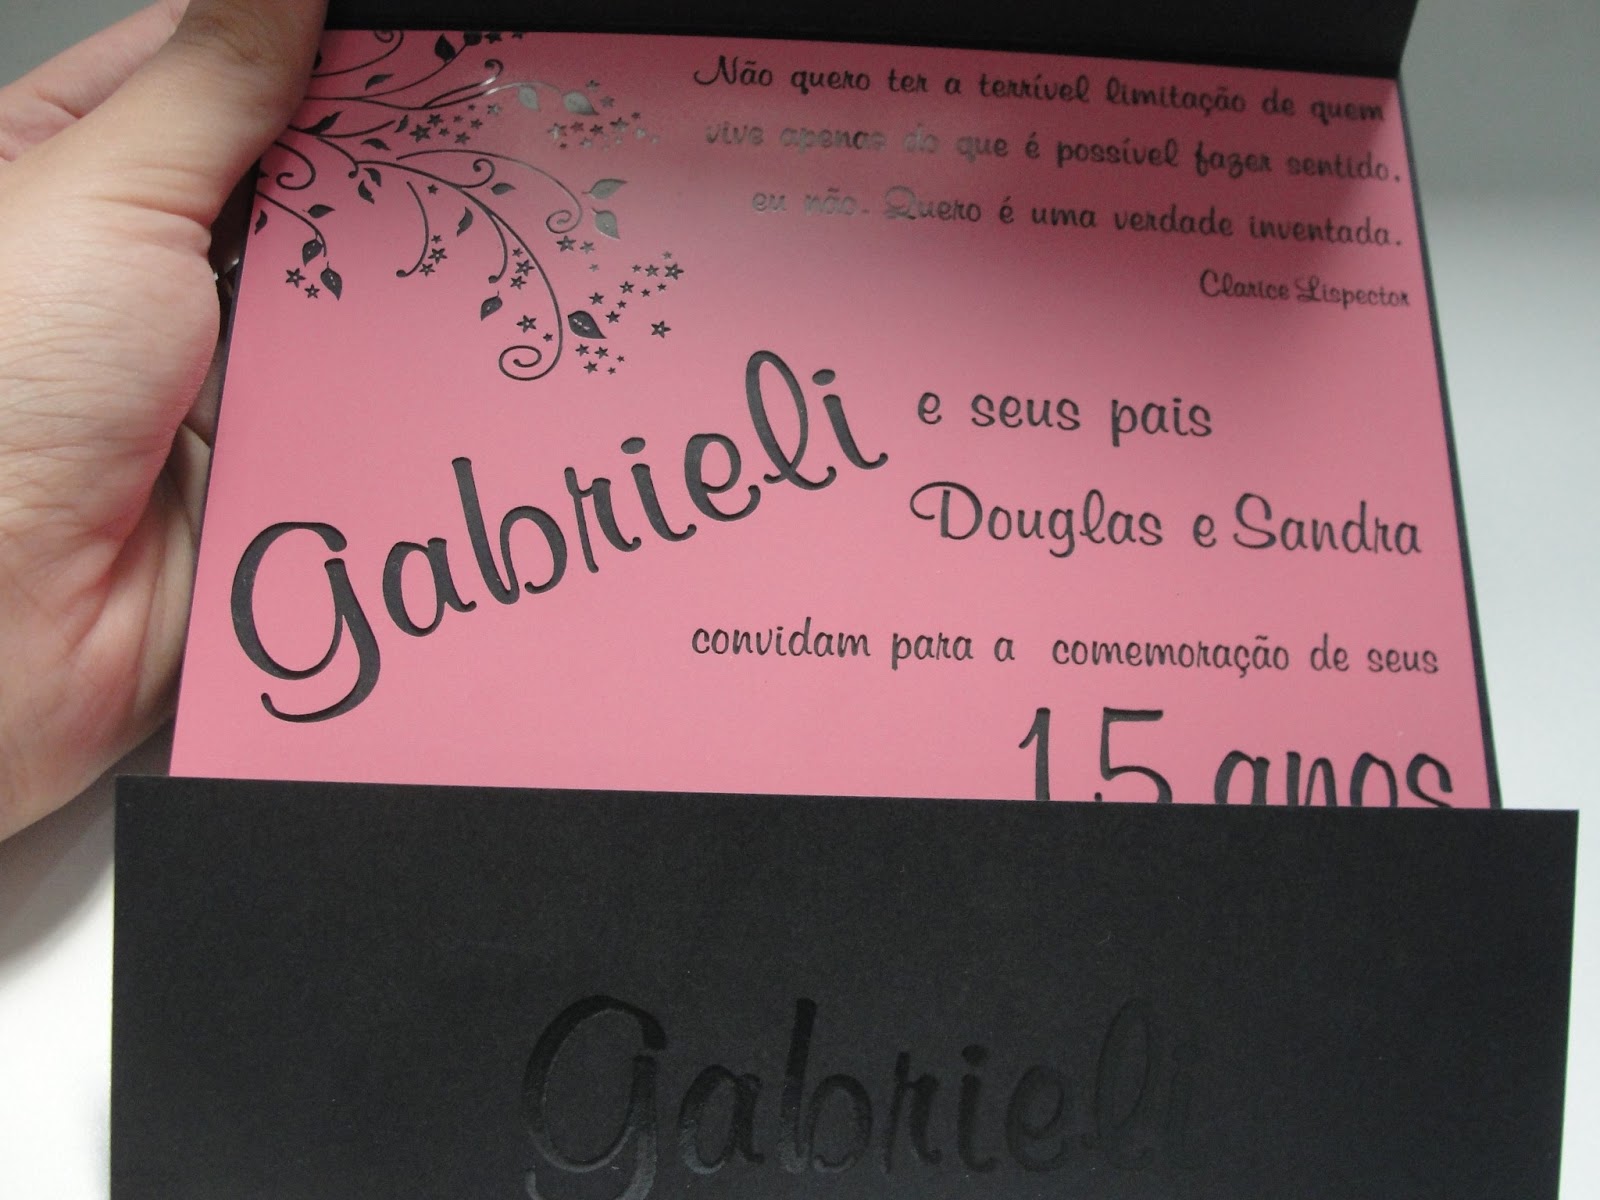 Não quero ter a terrível limitação de quem
vive apenas do que é possível fazer sentido.
eu não. Quero é uma verdade inventada.
Clarice Lispector
Gabrieli e seus pais
Douglas e Sandra
convidam para a comemoração de seus
15 anos
Gabrieli